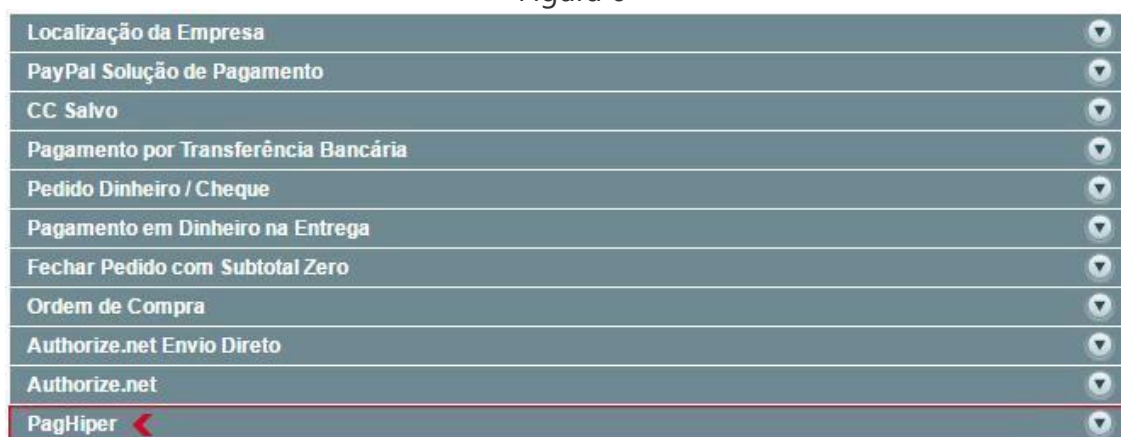 Localização da Empresa
PayPal Solução de Pagamento
CC Salvo
Pagamento por Transferência Bancária
Pedido Dinheiro / Cheque
Pagamento em Dinheiro na Entrega
Fechar Pedido com Subtotal Zero
Ordem de Compra
Authorize.net Envio Direto
Authorize.net
PagHiper